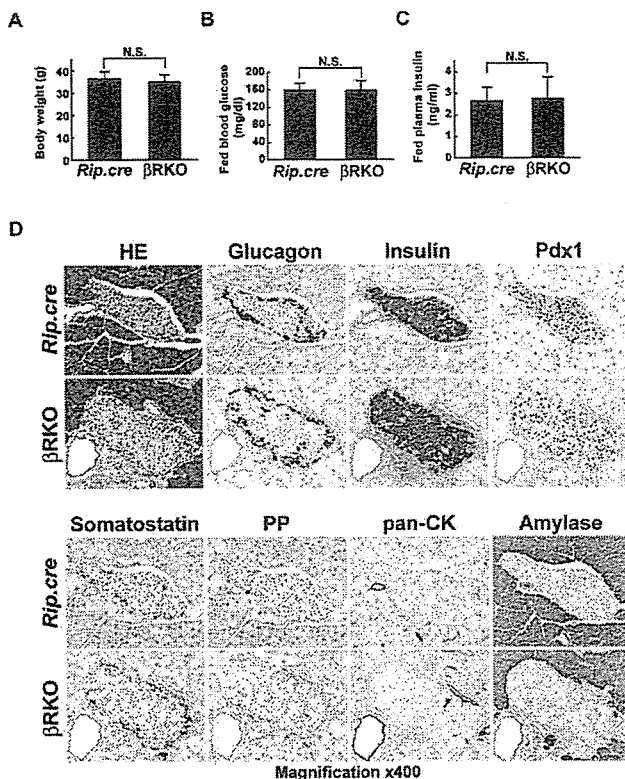 A
B
C
N.S.
N.S.
N.S.
Body weight (g)
40
30
20
10
0
Rip.cre βRKO
Fed blood glucose
(mg/dl)
200
160
120
80
40
0
Rip.cre βRKO
Fed plasma insulin
(ng/ml)
4
3
2
1
0
Rip.cre βRKO
D
HE Glucagon Insulin Pdx1
Rip.cre
βRKO
Somatostatin PP pan-CK Amylase
Rip.cre
βRKO
Magnification x400